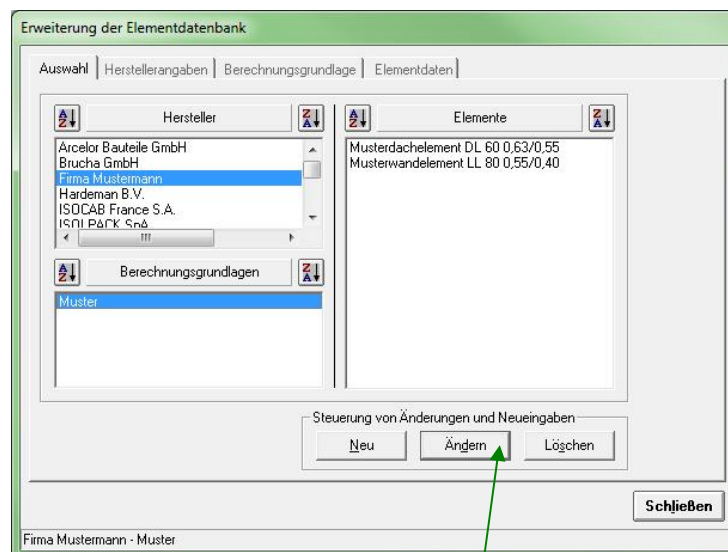 Erweiterung der Elementdatenbank
Auswahl Herstellerangaben Berechnungsgrundlage Elementdaten
Hersteller
Arcelor Bauteile GmbH
Brucha GmbH
Firma Mustermann
Hardeman B.V.
ISOCAB France S.A.
ISOLPACK SpA
Berechnungsgrundlagen
Muster
Elemente
Musterdachelement DL 60 0,63/0,55
Musterwandelement LL 80 0,55/0,40
Steuerung von Änderungen und Neueingaben
Neu Ändern Löschen
Schließen
Firma Mustermann - Muster